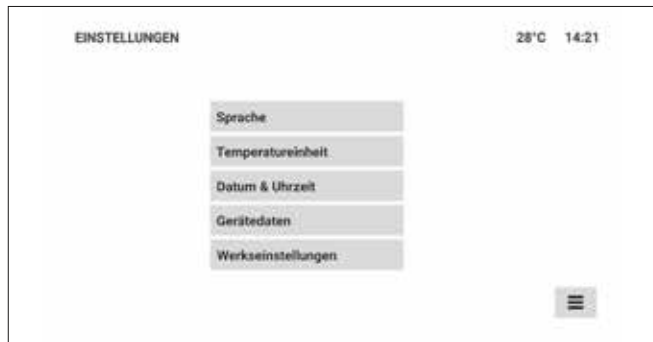 EINSTELLUNGEN 28°C 14:21
Sprache
Temperatureinheit
Datum & Uhrzeit
Gerätedaten
Werkseinstellungen